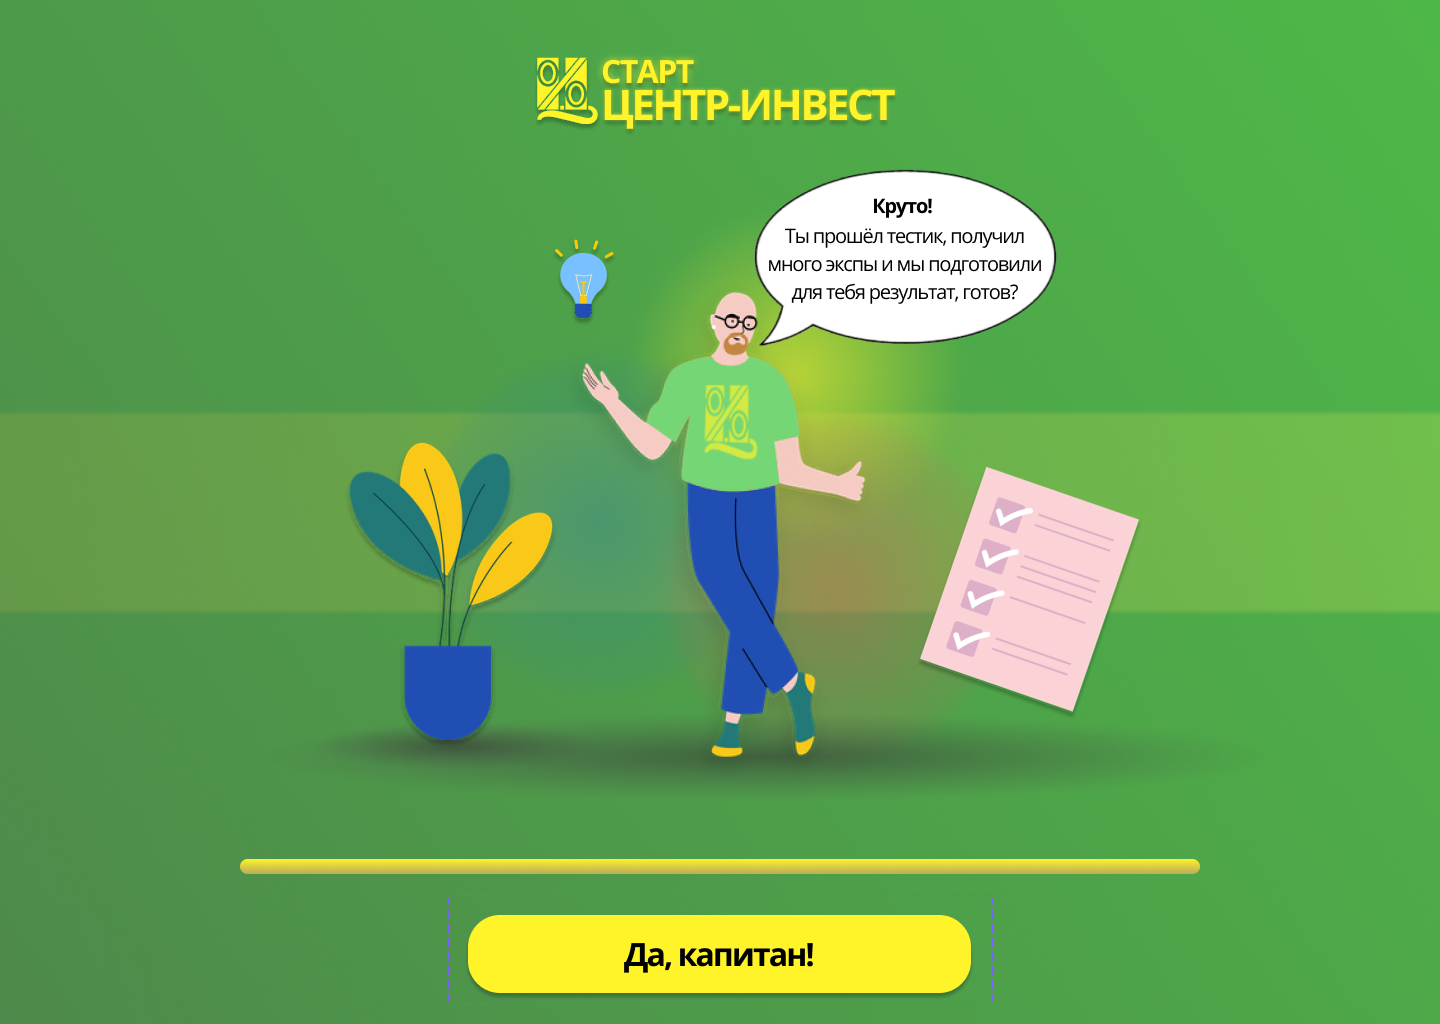 СТАРТ
ЦЕНТР-ИНВЕСТ
Круто!
Ты прошёл тестик, получил
много экспы и мы подготовили
для тебя результат, готов?
Да, капитан!